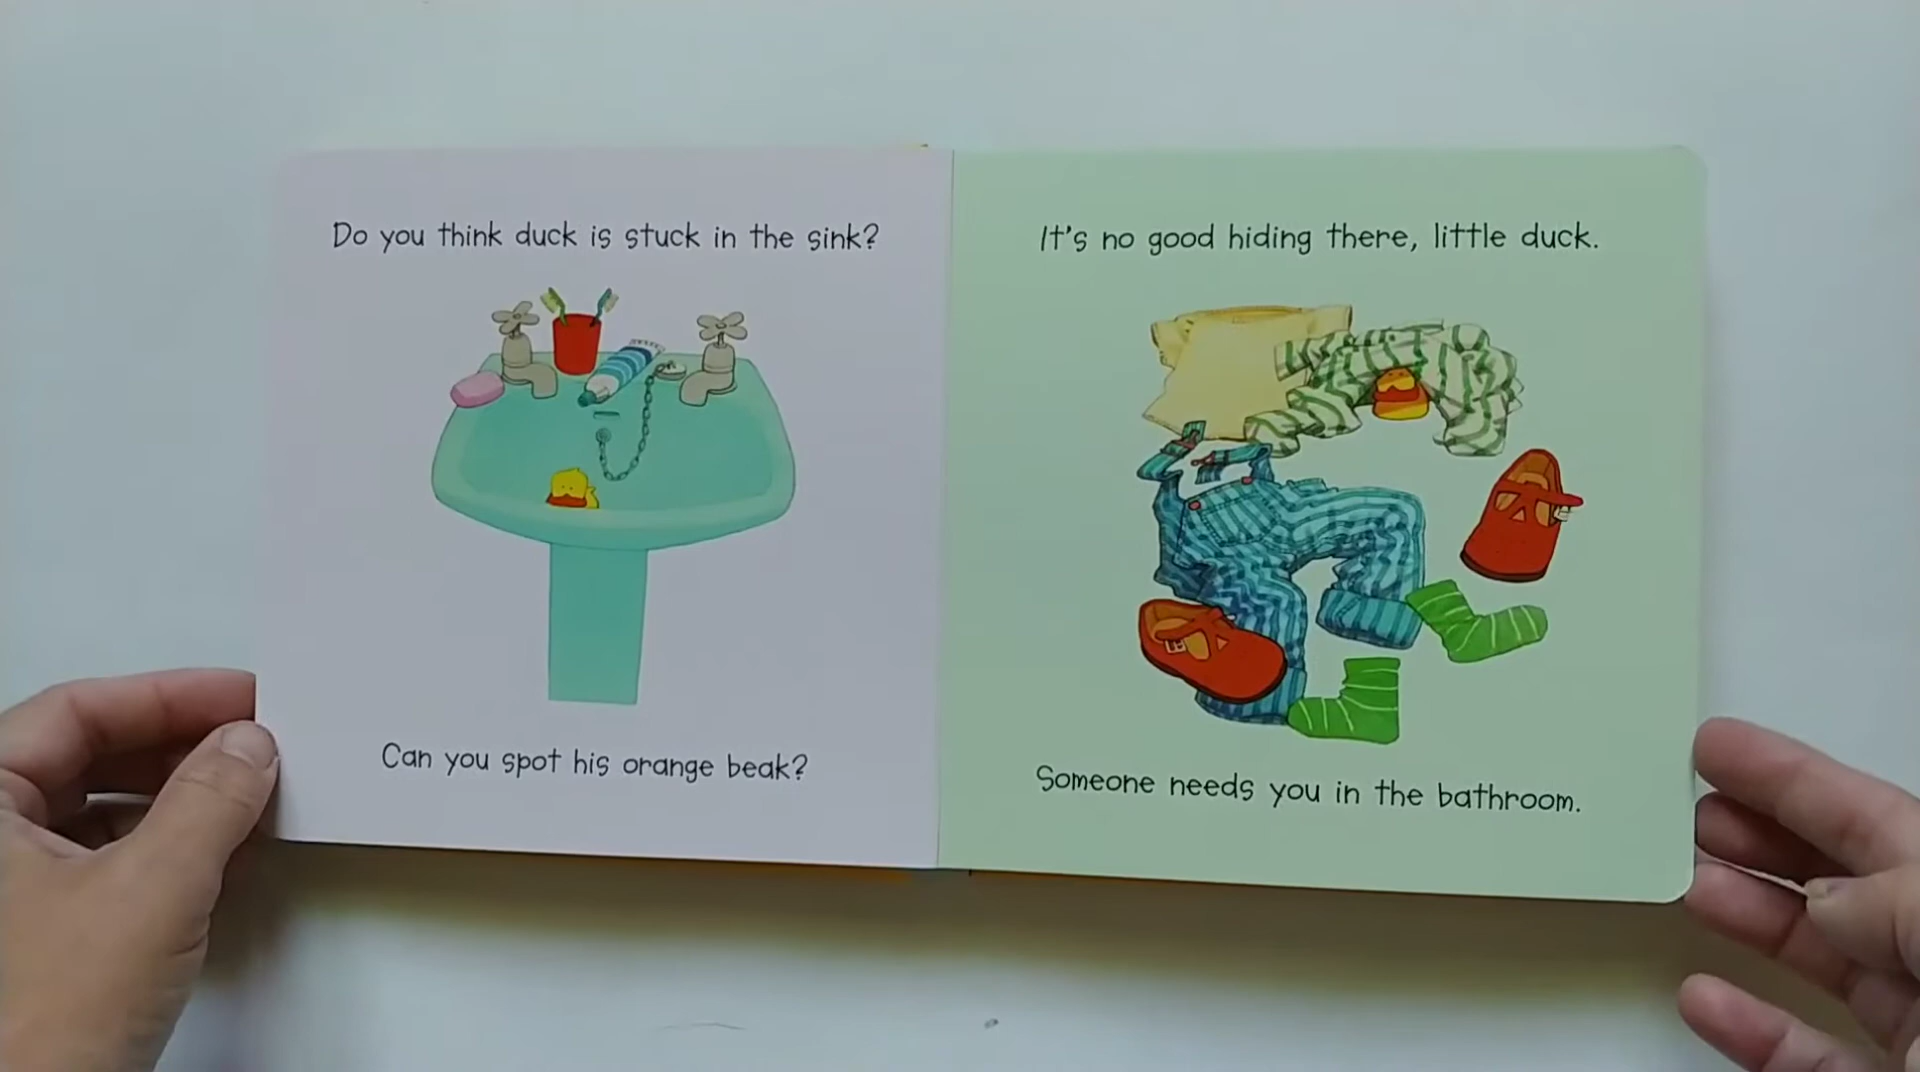 Do you think duck is stuck in the sink?
Can you spot his orange beak?
It's no good hiding there, little duck.
Someone needs you in the bathroom.